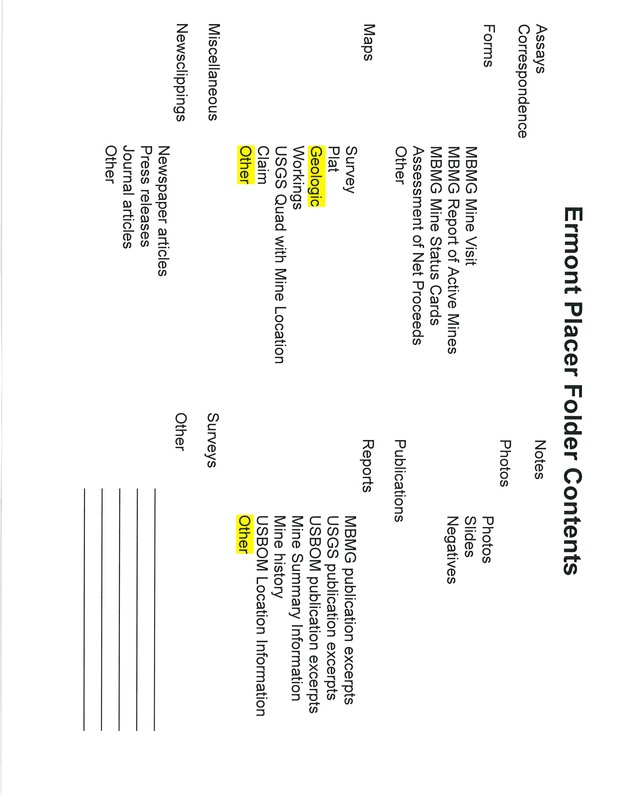 Ermont Placer Folder Contents
Assays
Correspondence
Forms
MBMG Mine Visit
MBMG Report of Active Mines
MBMG Mine Status Cards
Assessment of Net Proceeds
Other
Maps
Survey
Plat
Geologic
Workings
USGS Quad with Mine Location
Claim
Other
Miscellaneous
Newsclippings
Newspaper articles
Press releases
Journal articles
Other
Notes
Photos
Photos
Slides
Negatives
Publications
Reports
MBMG publication excerpts
USGS publication excerpts
USBOM publication excerpts
Mine Summary Information
Mine history
USBOM Location Information
Other
Surveys
Other